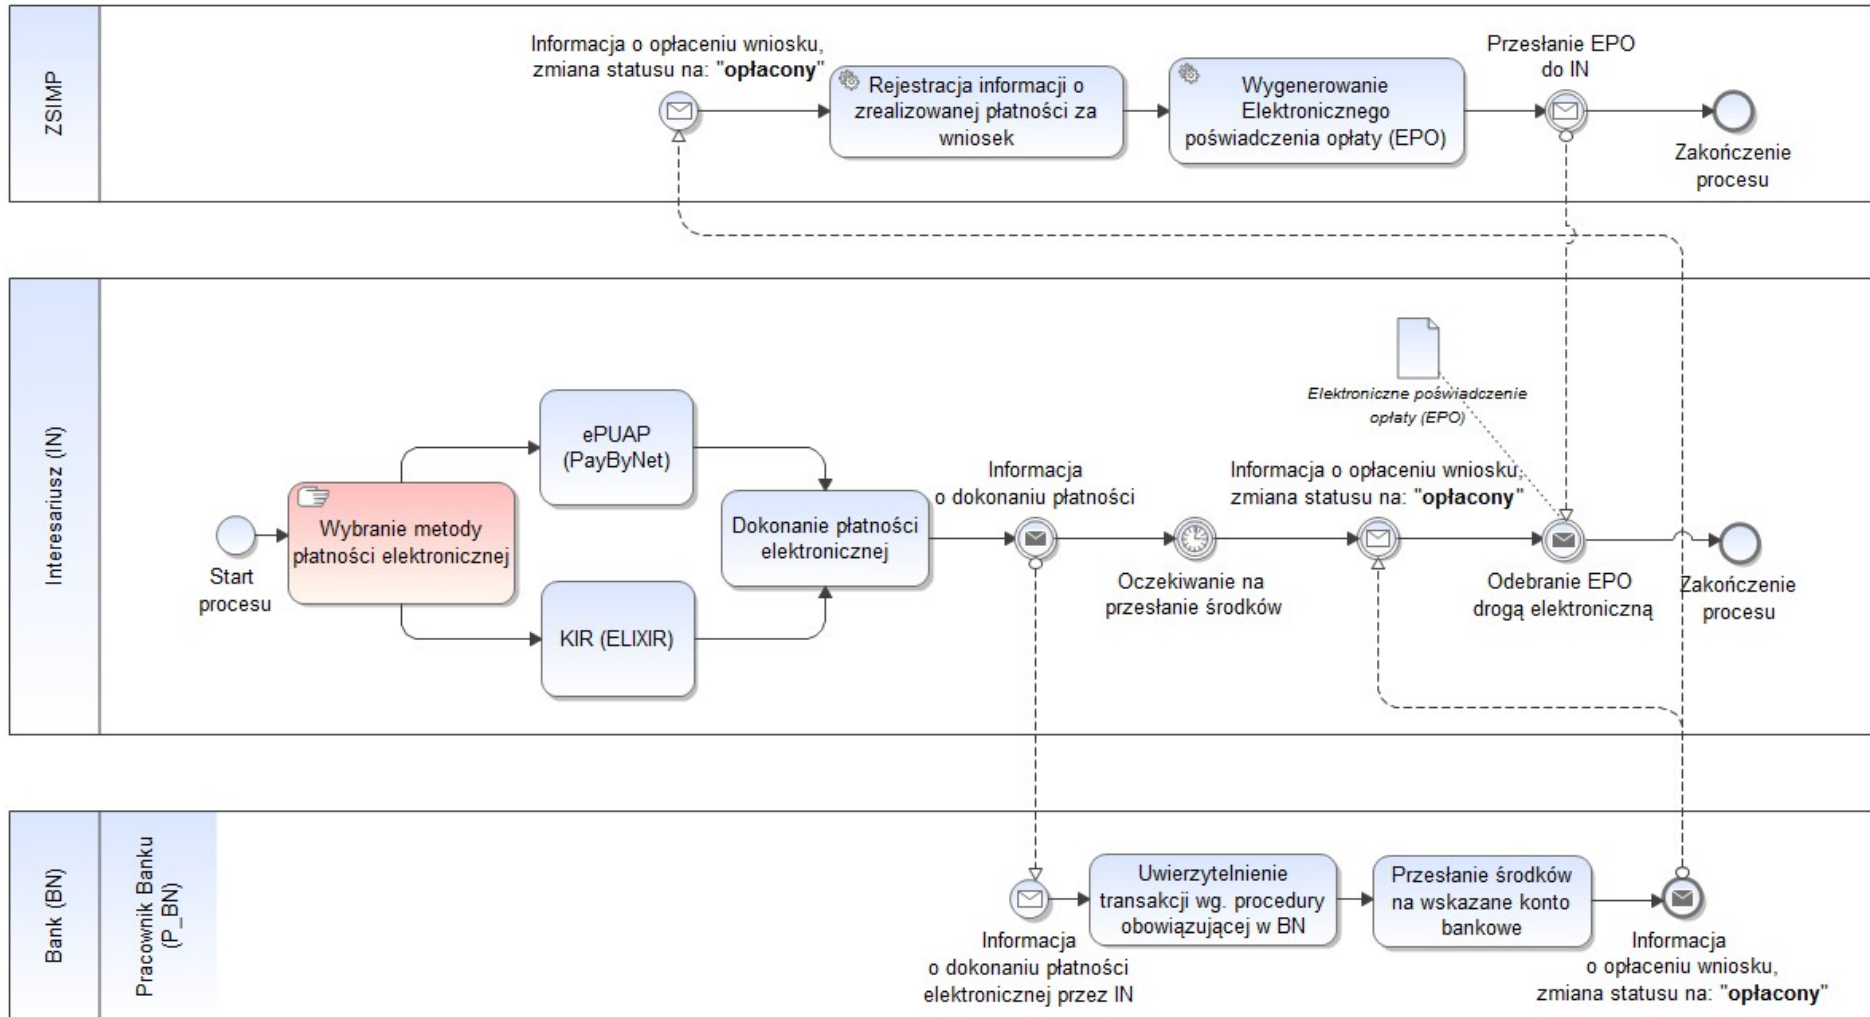 ZSIMP
Informacja o opłaceniu wniosku,
zmiana statusu na: "opłacony"
Rejestracja informacji o
zrealizowanej płatności za
wniosek
Wygenerowanie
Elektronicznego
poświadczenia opłaty (EPO)
Przesłanie EPO
do IN
Zakończenie
procesu
Interesariusz (IN)
Start
procesu
Wybranie metody
płatności elektronicznej
ePUAP
(PayByNet)
KIR (ELIXIR)
Dokonanie płatności
elektronicznej
Informacja
o dokonaniu płatności
Oczekiwanie na
przesłanie środków
Informacja o opłaceniu wniosku,
zmiana statusu na: "opłacony"
Elektroniczne poświadczenie
opłaty (EPO)
Odebranie EPO
drogą elektroniczną
Zakończenie
procesu
Bank (BN)
Pracownik Banku
(P_BN)
Informacja
o dokonaniu płatności
elektronicznej przez IN
Uwierzytelnienie
transakcji wg. procedury
obowiązującej w BN
Przesłanie środków
na wskazane konto
bankowe
Informacja
o opłaceniu wniosku,
zmiana statusu na: "opłacony"